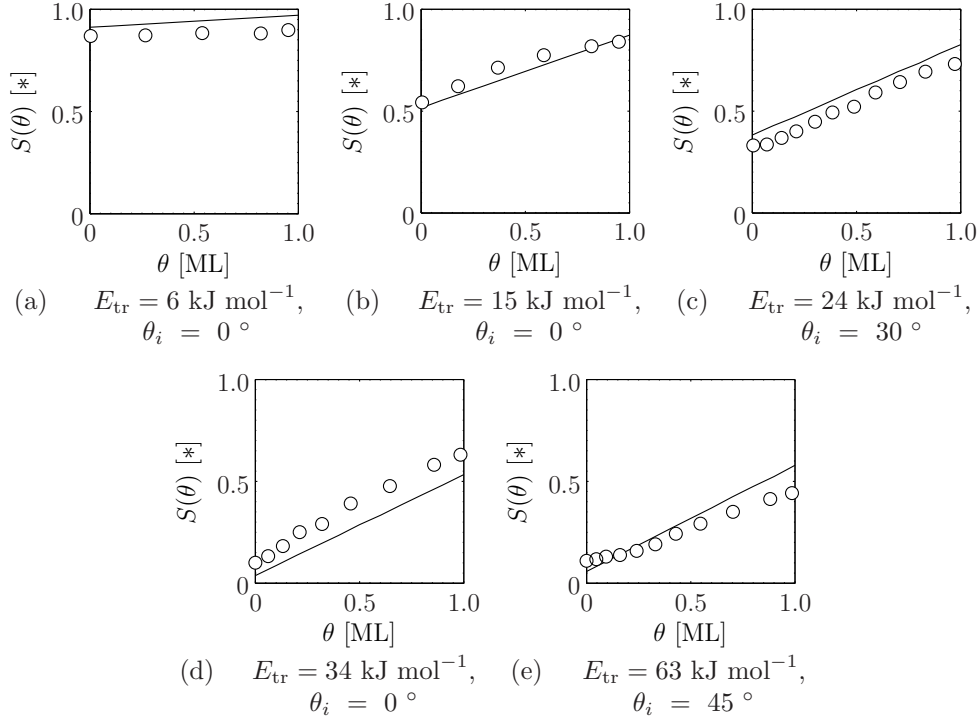 1.0
0.5
0
S(θ) [∗]
0 0.5 1.0
θ [ML]
(a) E_tr = 6 kJ mol⁻¹,
θ_i = 0 °
1.0
0.5
0
S(θ) [∗]
0 0.5 1.0
θ [ML]
(b) E_tr = 15 kJ mol⁻¹,
θ_i = 0 °
1.0
0.5
0
S(θ) [∗]
0 0.5 1.0
θ [ML]
(c) E_tr = 24 kJ mol⁻¹,
θ_i = 30 °
1.0
0.5
0
S(θ) [∗]
0 0.5 1.0
θ [ML]
(d) E_tr = 34 kJ mol⁻¹,
θ_i = 0 °
1.0
0.5
0
S(θ) [∗]
0 0.5 1.0
θ [ML]
(e) E_tr = 63 kJ mol⁻¹,
θ_i = 45 °